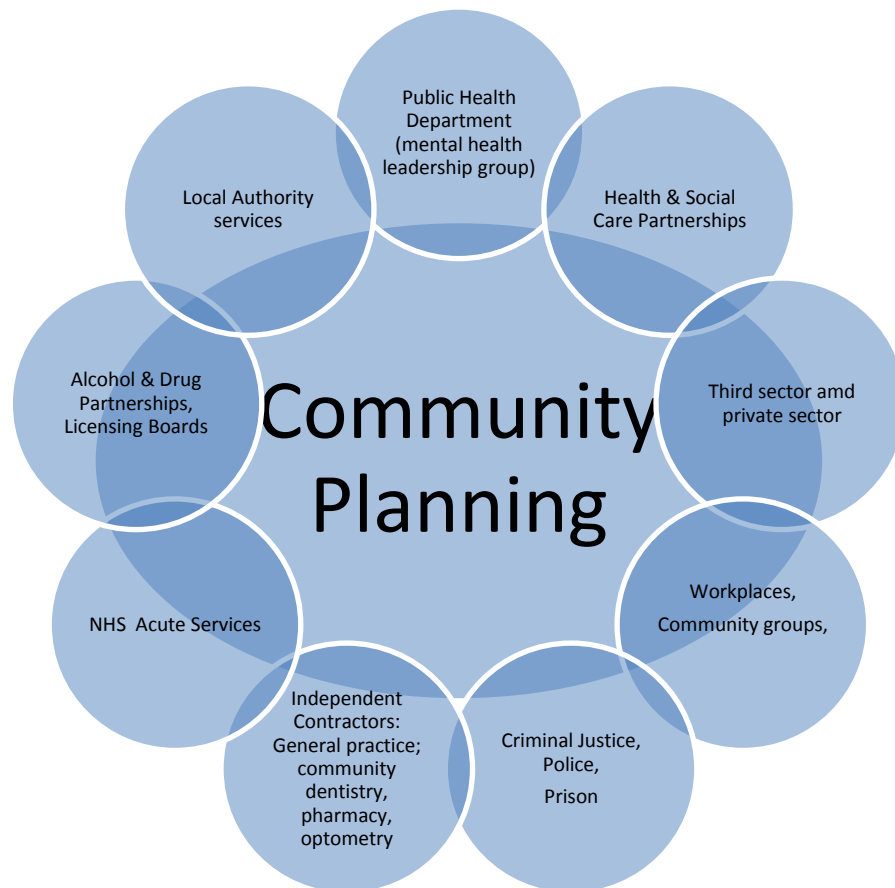 Public Health
Department
(mental health
leadership group)
Local Authority
services
Health & Social
Care Partnerships
Alcohol & Drug
Partnerships,
Licensing Boards
Community
Planning
Third sector amd
private sector
NHS Acute Services
Workplaces,
Community groups,
Independent
Contractors:
General practice;
community
dentistry,
pharmacy,
optometry
Criminal Justice,
Police,
Prison